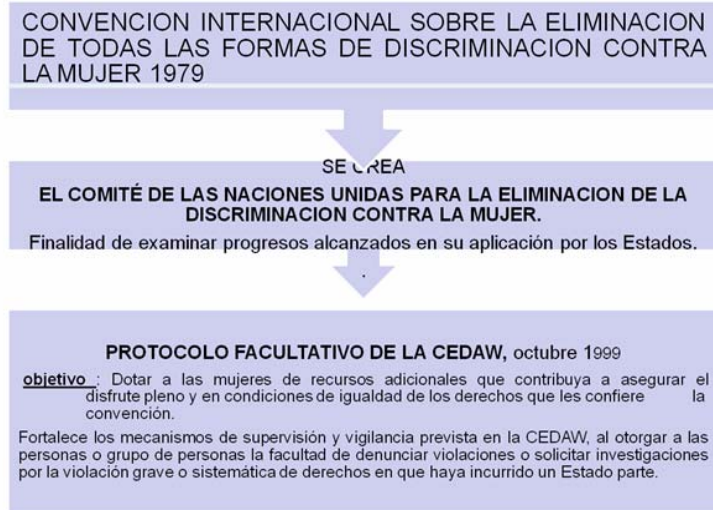 CONVENCION INTERNACIONAL SOBRE LA ELIMINACION
DE TODAS LAS FORMAS DE DISCRIMINACION CONTRA
LA MUJER 1979
SE CREA
EL COMITÉ DE LAS NACIONES UNIDAS PARA LA ELIMINACION DE LA
DISCRIMINACION CONTRA LA MUJER.
Finalidad de examinar progresos alcanzados en su aplicación por los Estados.
.
PROTOCOLO FACULTATIVO DE LA CEDAW, octubre 1999
objetivo : Dotar a las mujeres de recursos adicionales que contribuya a asegurar el
disfrute pleno y en condiciones de igualdad de los derechos que les confiere la
convención.
Fortalece los mecanismos de supervisión y vigilancia prevista en la CEDAW, al otorgar a las
personas o grupo de personas la facultad de denunciar violaciones o solicitar investigaciones
por la violación grave o sistemática de derechos en que haya incurrido un Estado parte.